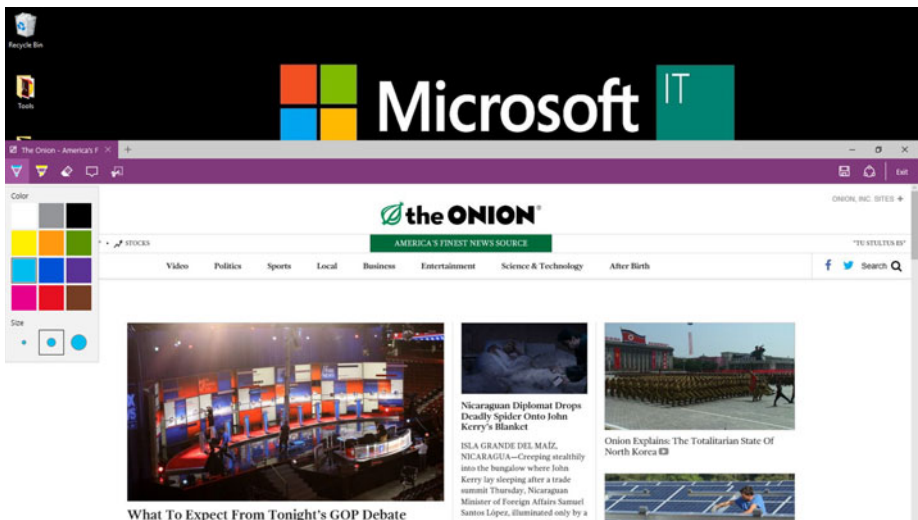 Recycle Bin
Tools
Microsoft
IT
The Onion - America's F
Exit
Color
Size
ONION, INC. SITES +
the ONION®
STOCKS
AMERICA'S FINEST NEWS SOURCE
"TU STULTUS ES"
Video Politics Sports Local Business Entertainment Science & Technology After Birth
Search
What To Expect From Tonight's GOP Debate
Nicaraguan Diplomat Drops
Deadly Spider Onto John
Kerry's Blanket
ISLA GRANDE DEL MAÍZ,
NICARAGUA—Creeping stealthily
into the bungalow where John
Kerry lay sleeping after a trade
summit Thursday, Nicaraguan
Minister of Foreign Affairs Samuel
Santos López, illuminated only by a
Onion Explains: The Totalitarian State Of
North Korea